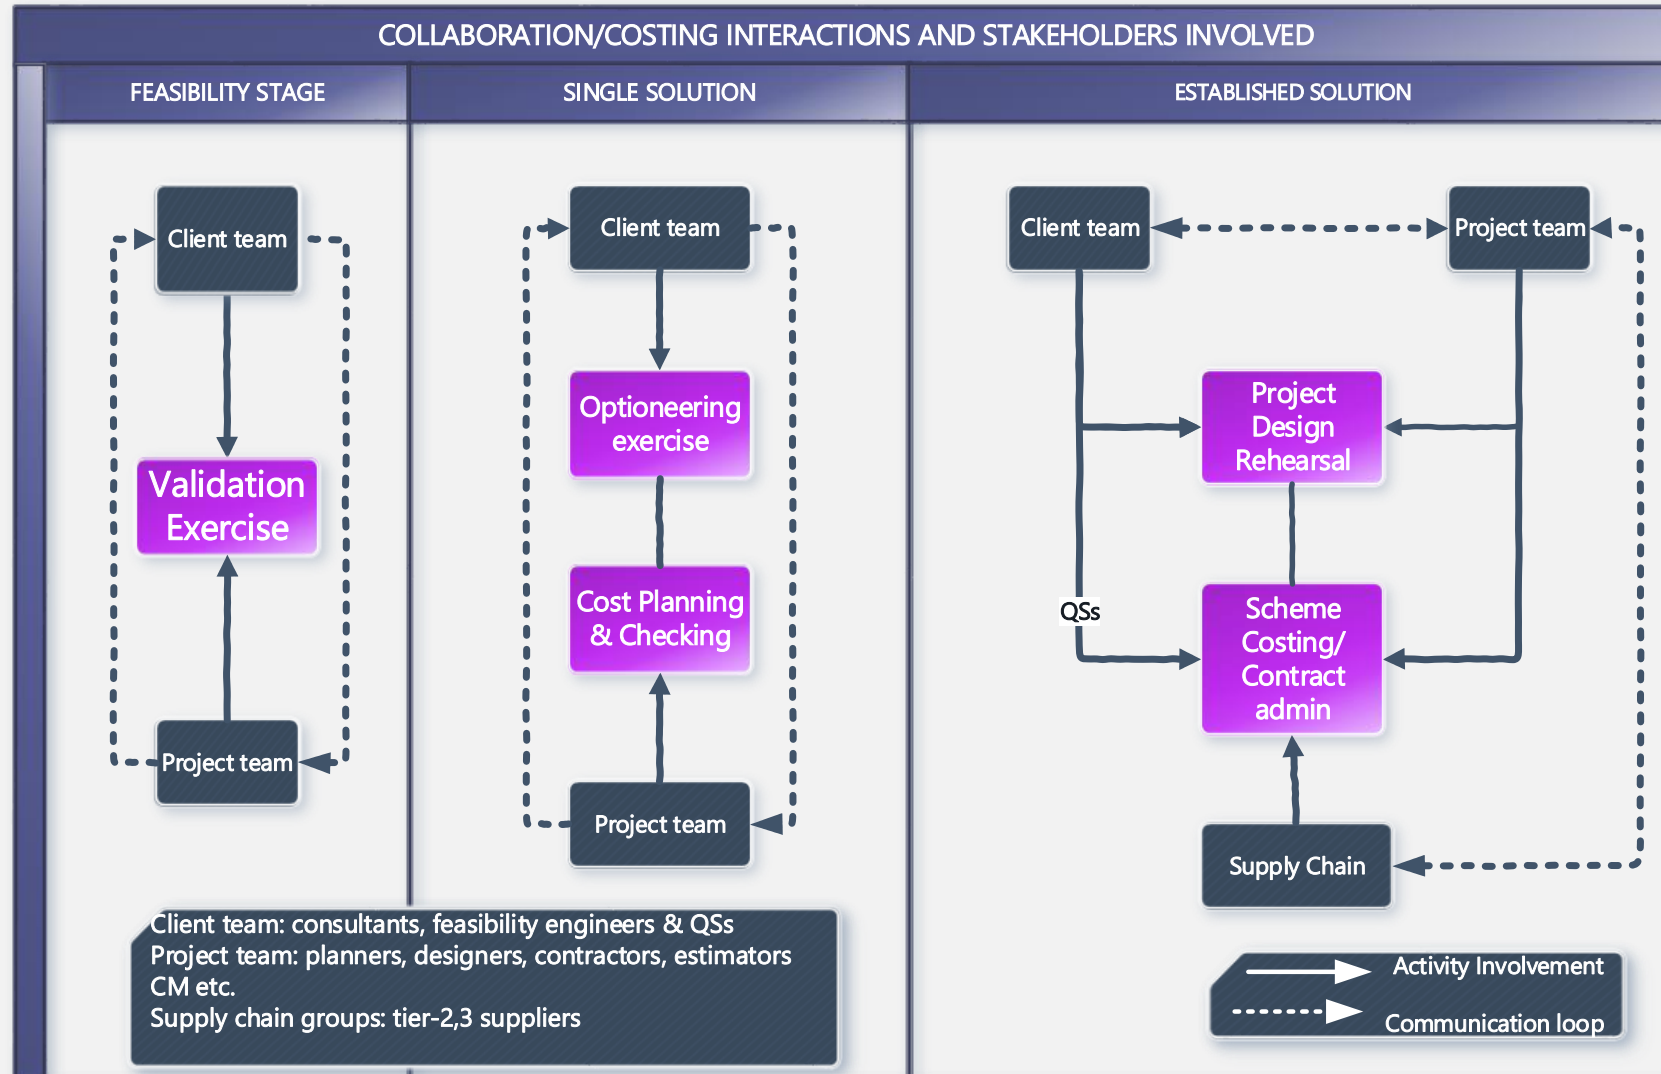 COLLABORATION/COSTING INTERACTIONS AND STAKEHOLDERS INVOLVED
FEASIBILITY STAGE
SINGLE SOLUTION
ESTABLISHED SOLUTION
Client team
Validation
Exercise
Project team
Client team
Optioneering
exercise
Cost Planning
& Checking
Project team
Client team
Project team
Project
Design
Rehearsal
QSs
Scheme
Costing/
Contract
admin
Supply Chain
Client team: consultants, feasibility engineers & QSs
Project team: planners, designers, contractors, estimators
CM etc.
Supply chain groups: tier-2,3 suppliers
Activity Involvement
Communication loop